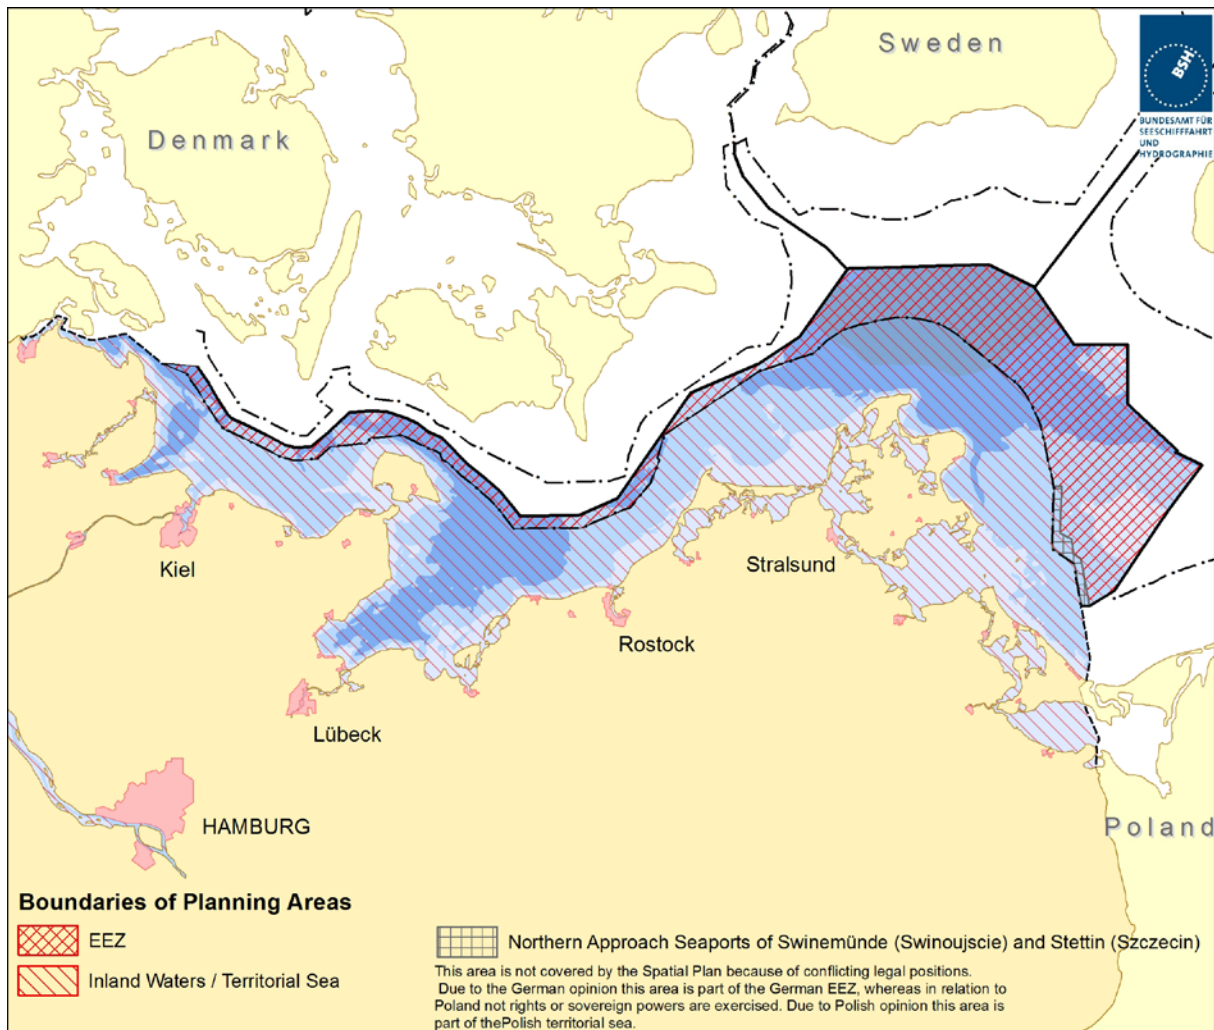 Sweden
BSH
BUNDESAMT FÜR
SEESCHIFFFAHRT
UND
HYDROGRAPHIE
Denmark
Kiel
Stralsund
Rostock
Lübeck
HAMBURG
Poland
Boundaries of Planning Areas
EEZ
Inland Waters / Territorial Sea
Northern Approach Seaports of Swinemünde (Swinoujscie) and Stettin (Szczecin)
This area is not covered by the Spatial Plan because of conflicting legal positions.
Due to the German opinion this area is part of the German EEZ, whereas in relation to
Poland not rights or sovereign powers are exercised. Due to Polish opinion this area is
part of thePolish territorial sea.